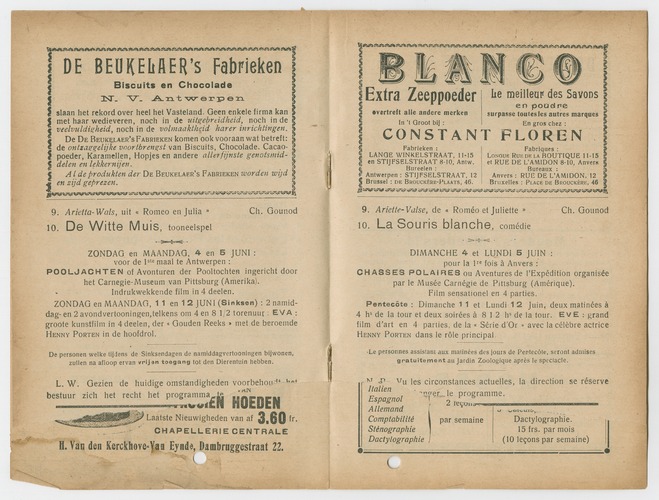 DE BEUKELAER's Fabrieken
Biscuits en Chocolade
N. V. Antwerpen
slaan het rekord over heel het Vasteland. Geen enkele firma kan
met haar wedieveren, noch in de uitgebreidheid, noch in de
veelvuldigheid, noch in de volmaaktheid harer inrichtingen.
De DE BEUKELAER's FABRIEKEN komen ook vooraan wat betreft:
de ontzagelijke voortbrengst van Biscuits, Chocolade. Cacao-
poeder, Karamellen, Hopjes en andere allerfijnste genotsmid-
delen en lekkernijen.
Al de produkten der DE BEUKELAER's FABRIEKEN worden wijd
en zijd geprezen.
9. Arietta-Wals, uit « Romeo en Julia » Ch. Gounod
10. De Witte Muis, tooneelspel
ZONDAG en MAANDAG, 4 en 5 JUNI :
voor de 1ste maal te Antwerpen :
POOLJACHTEN of Avonturen der Pooltochten ingericht door
het Carnegie-Museum van Pittsburg (Amerika).
Indrukwekkende film in 4 deelen.
ZONDAG en MAANDAG, 11 en 12 JUNI (Sinksen) : 2 namid-
dag- en 2 avondvertooningen, telkens om 4 en 8 1/2 torenuur : EVA :
groote kunstfilm in 4 deelen, der « Gouden Reeks » met de beroemde
HENNY PORTEN in de hoofdrol.
De personen welke tijdens de Sinksendagen de namiddagvertooningen bijwonen,
zullen na afloop ervan vrijen toegang tot den Dierentuin hebben.
L. W. Gezien de huidige omstandigheden voorbehoudt het
bestuur zich het recht het programma te
HOEDEN
Laatste Nieuwigheden van af 3.60 fr.
CHAPELLERIE CENTRALE
H. Van den Kerckhove-Van Eynde, Dambruggestraat 22.
BLANCO
Extra Zeeppoeder
overtreft alle andere merken
In 't Groot bij :
Le meilleur des Savons
en poudre
surpasse toutes les autres marques
En gros chez :
CONSTANT FLOREN
Fabrieken :
LANGE WINKELSTRAAT, 11-15
en STIJFSELSTRAAT 8-10, Antw.
Bureelen :
Antwerpen : STIJFSELSTRAAT, 12
Brussel : DE BROUCKÈRE-PLAATS, 46.
Fabriques :
LONGUE RUE DE LA BOUTIQUE 11-15
et RUE DE L'AMIDON 8-10, Anvers
Bureaux :
Anvers : RUE DE L'AMIDON. 12
Bruxelles : PLACE DE BROUCKÈRE, 46.
9. Ariette-Valse, de « Roméo et Juliette » Ch. Gounod
10. La Souris blanche, comédie
DIMANCHE 4 et LUNDI 5 JUIN :
pour la 1re fois à Anvers :
CHASSES POLAIRES ou Aventures de l'Expédition organisée
par le Musée Carnégie de Pittsburg (Amérique).
Film sensationel en 4 parties.
Pentecôte : Dimanche 11 et Lundi 12 Juin, deux matinées à
4 hs de la tour et deux soirées à 8 1/2 hs de la tour. EVE : grand
film d'art en 4 parties, de la « Série d'Or » avec la célèbre actrice
HENNY PORTEN dans le rôle principal.
Les personnes assistant aux matinées des jours de Pentecôte, seront admises
gratuitement au Jardin Zoologique après le spectacle.
Vu les circonstances actuelles, la direction se réserve
le programme.
Italien
Espagnol
Allemand
Comptabilité
Sténographie
Dactylographie
2 leçons
par semaine
Dactylographie.
15 frs. par mois
(10 leçons par semaine)